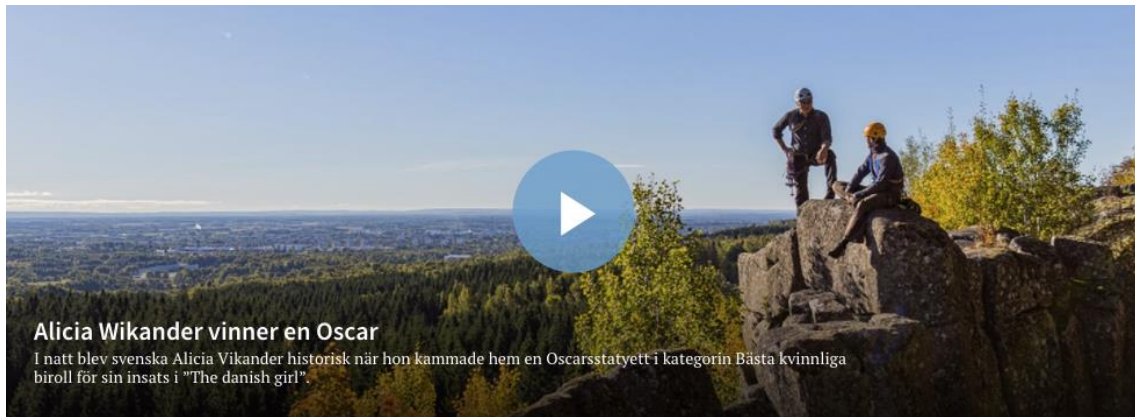 Alicia Wikander vinner en Oscar
I natt blev svenska Alicia Vikander historisk när hon kammade hem en Oscarsstatyett i kategorin Bästa kvinnliga
biroll för sin insats i ”The danish girl”.